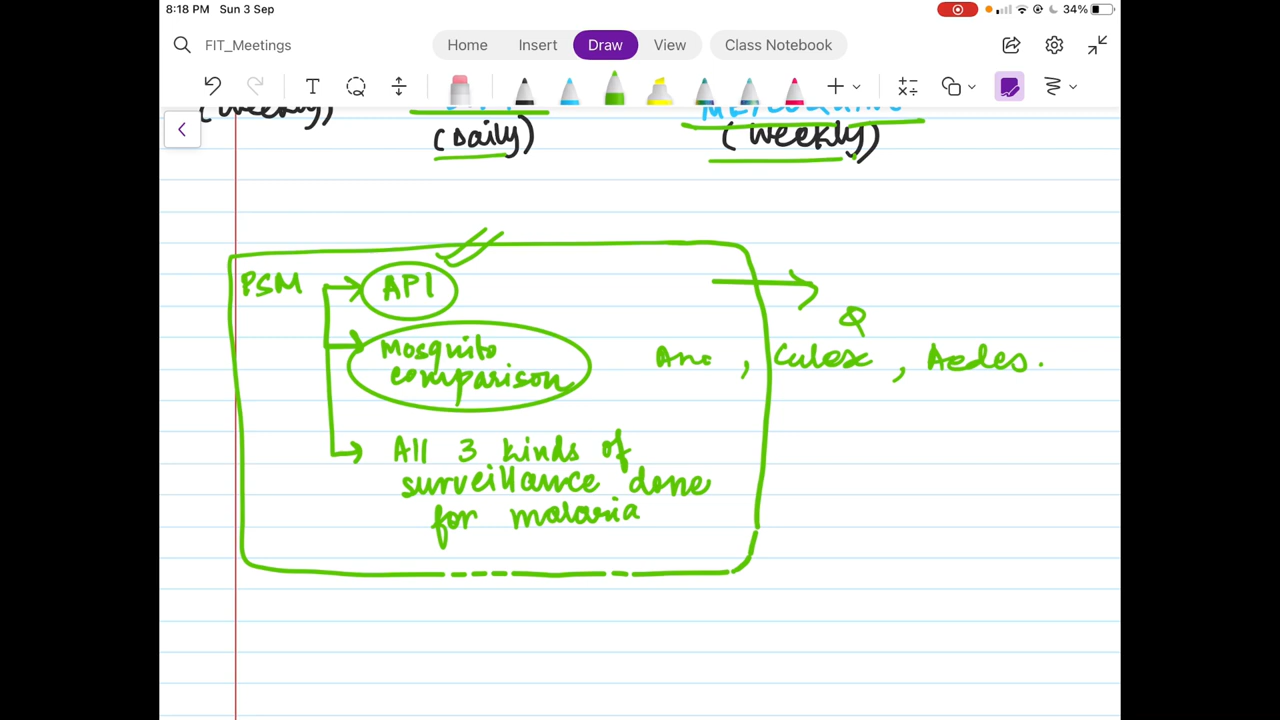 8:18 PM Sun 3 Sep
34%
FIT_Meetings
Home Insert Draw View Class Notebook
T
(Weekly)
(Daily)
(Weekly)
PSM → API
Q
Mosquito
comparison
Ano , Culex , Aedes.
→ All 3 kinds of
surveillance done
for malaria